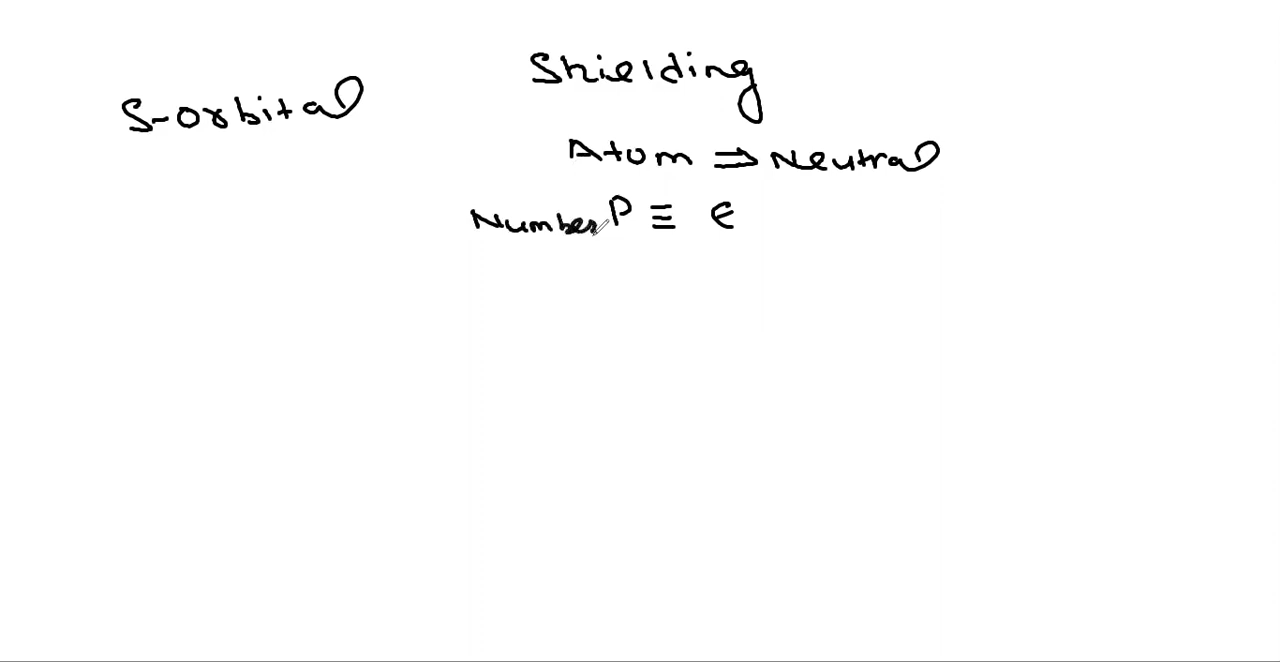 Shielding
S-orbital
Atom ⇒ Neutral
Number P ≡ e